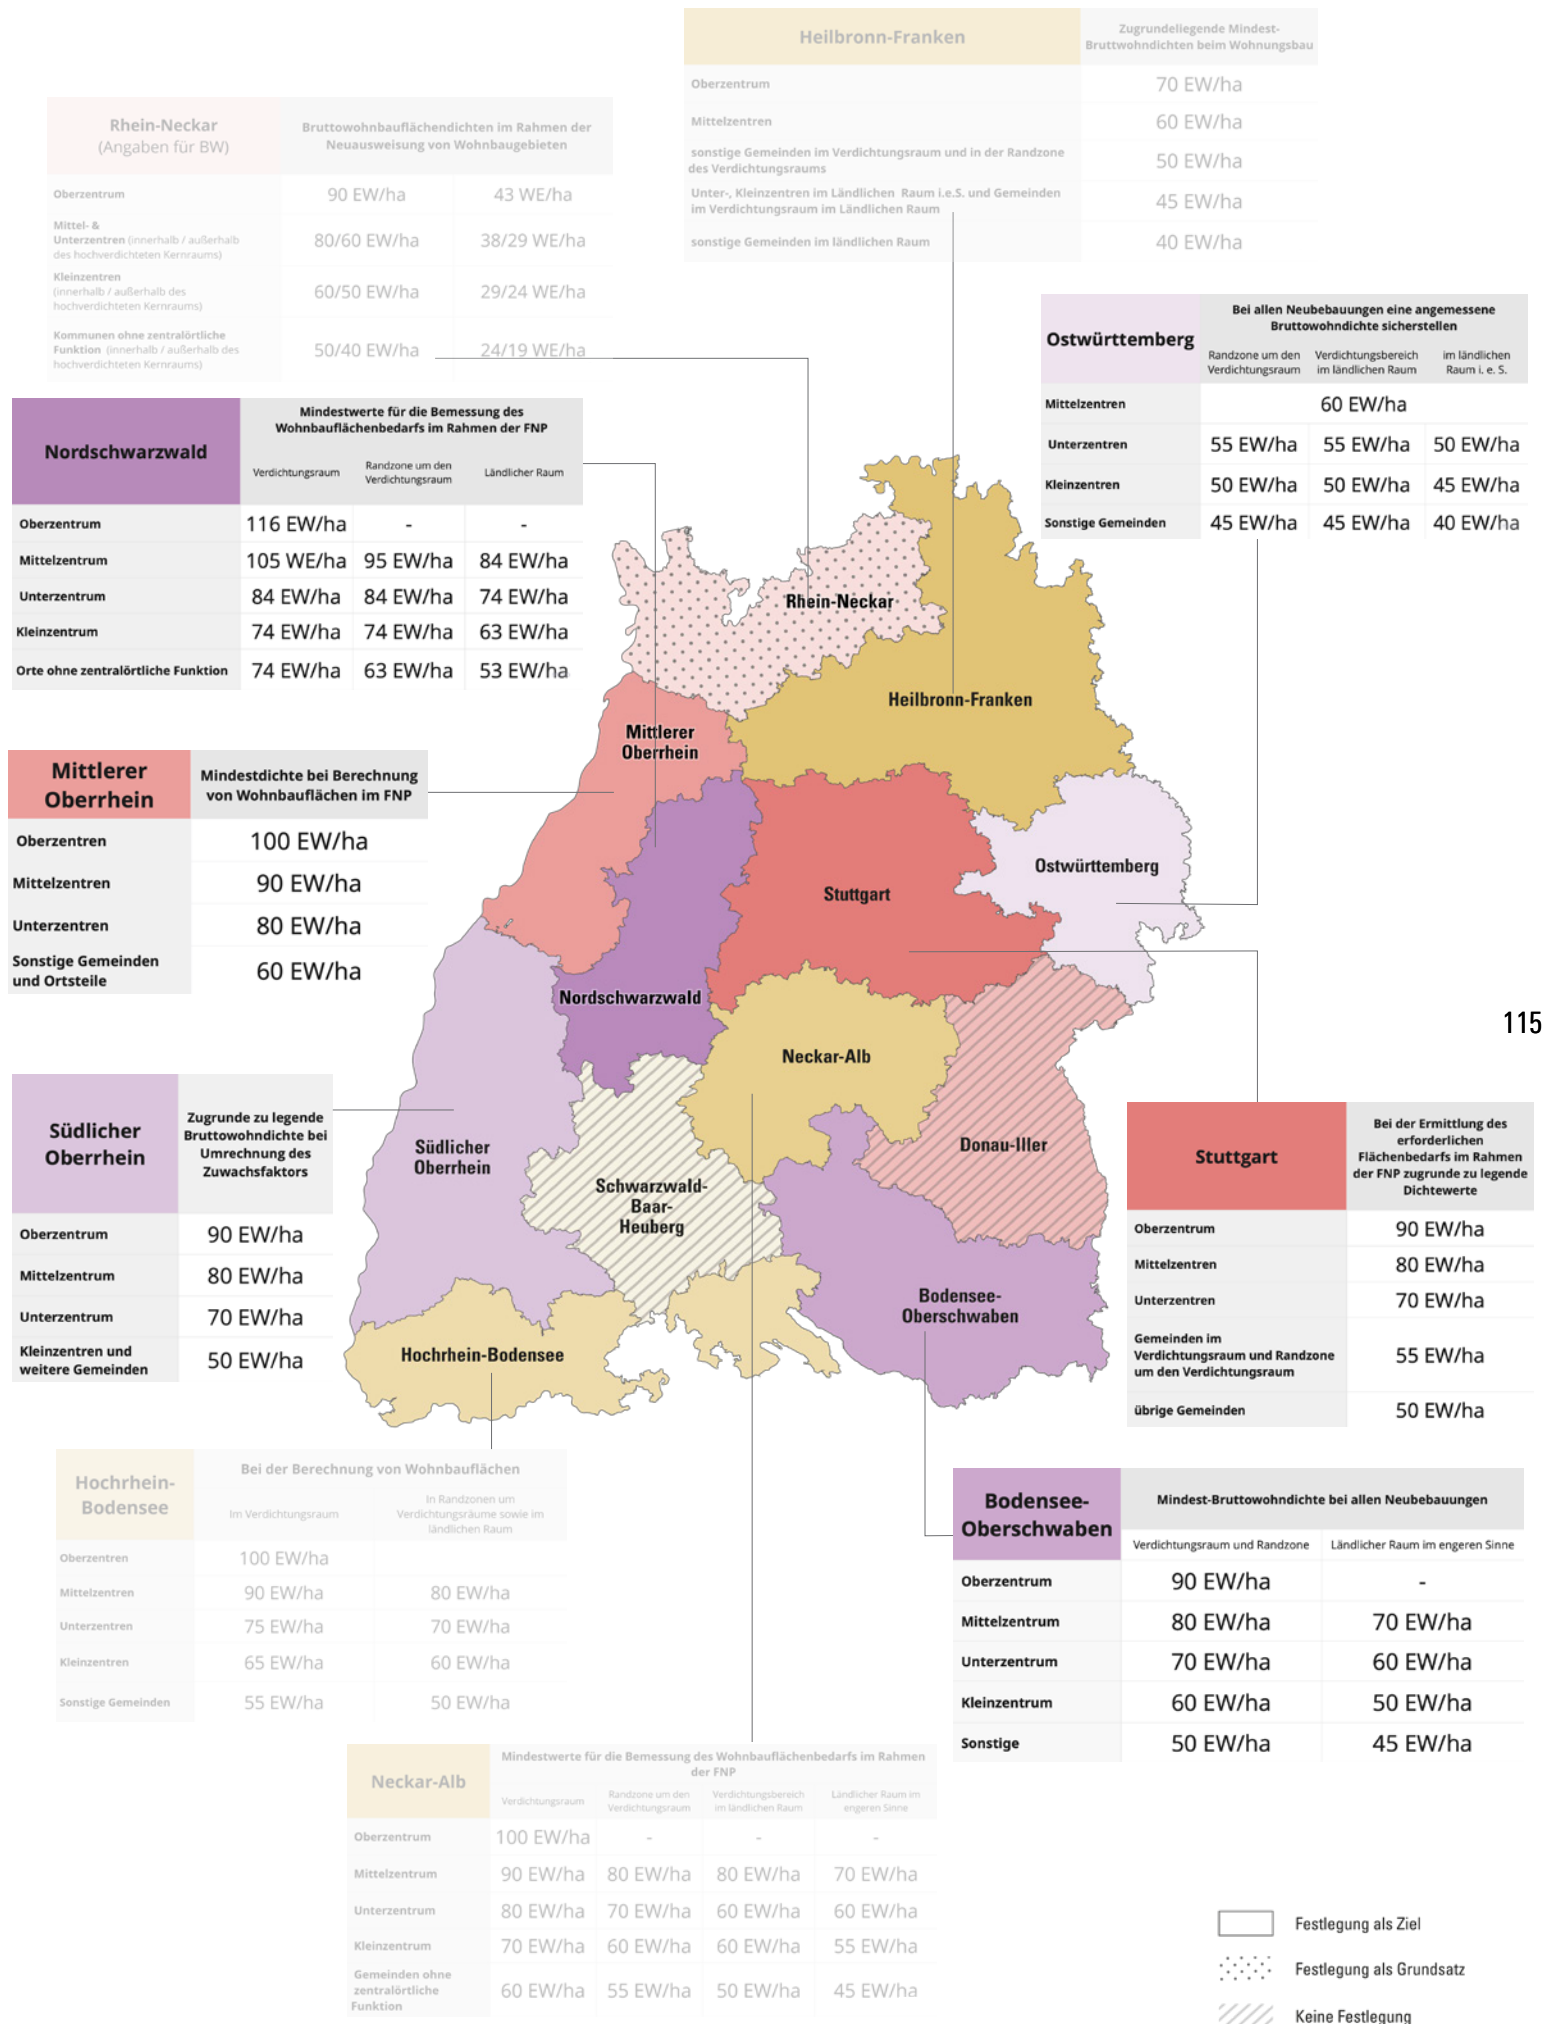 Heilbronn-Franken
Zugrundeliegende Mindest-
Bruttowohndichten beim Wohnungsbau
Oberzentrum 70 EW/ha
Mittelzentren 60 EW/ha
sonstige Gemeinden im Verdichtungsraum und in der Randzone
des Verdichtungsraums
50 EW/ha
Unter-, Kleinzentren im Ländlichen Raum i.e.S. und Gemeinden
im Verdichtungsraum im Ländlichen Raum
45 EW/ha
sonstige Gemeinden im ländlichen Raum 40 EW/ha
Rhein-Neckar
(Angaben für BW)
Bruttowohnbauflächendichten im Rahmen der
Neuausweisung von Wohnbaugebieten
Oberzentrum 90 EW/ha 43 WE/ha
Mittel- &
Unterzentren (innerhalb / außerhalb
des hochverdichteten Kernraums)
80/60 EW/ha 38/29 WE/ha
Kleinzentren
(innerhalb / außerhalb des
hochverdichteten Kernraums)
60/50 EW/ha 29/24 WE/ha
Kommunen ohne zentralörtliche
Funktion (innerhalb / außerhalb des
hochverdichteten Kernraums)
50/40 EW/ha 24/19 WE/ha
Ostwürttemberg
Bei allen Neubebauungen eine angemessene
Bruttowohndichte sicherstellen
Randzone um den
Verdichtungsraum
Verdichtungsbereich
im ländlichen Raum
im ländlichen
Raum i. e. S.
Mittelzentren 60 EW/ha
Unterzentren 55 EW/ha 55 EW/ha 50 EW/ha
Kleinzentren 50 EW/ha 50 EW/ha 45 EW/ha
Sonstige Gemeinden 45 EW/ha 45 EW/ha 40 EW/ha
Nordschwarzwald
Mindestwerte für die Bemessung des
Wohnbauflächenbedarfs im Rahmen der FNP
Verdichtungsraum
Randzone um den
Verdichtungsraum
Ländlicher Raum
Oberzentrum 116 EW/ha - -
Mittelzentrum 105 WE/ha 95 EW/ha 84 EW/ha
Unterzentrum 84 EW/ha 84 EW/ha 74 EW/ha
Kleinzentrum 74 EW/ha 74 EW/ha 63 EW/ha
Orte ohne zentralörtliche Funktion 74 EW/ha 63 EW/ha 53 EW/ha
Mittlerer
Oberrhein
Mindestdichte bei Berechnung
von Wohnbauflächen im FNP
Oberzentren 100 EW/ha
Mittelzentren 90 EW/ha
Unterzentren 80 EW/ha
Sonstige Gemeinden
und Ortsteile
60 EW/ha
Rhein-Neckar
Heilbronn-Franken
Mittlerer
Oberrhein
Ostwürttemberg
Stuttgart
Nordschwarzwald
Neckar-Alb
Donau-Iller
Südlicher
Oberrhein
Schwarzwald-
Baar-
Heuberg
Bodensee-
Oberschwaben
Hochrhein-Bodensee
115
Südlicher
Oberrhein
Zugrunde zu legende
Bruttowohndichte bei
Umrechnung des
Zuwachsfaktors
Oberzentrum 90 EW/ha
Mittelzentrum 80 EW/ha
Unterzentrum 70 EW/ha
Kleinzentren und
weitere Gemeinden
50 EW/ha
Stuttgart
Bei der Ermittlung des
erforderlichen
Flächenbedarfs im Rahmen
der FNP zugrunde zu legende
Dichtewerte
Oberzentrum 90 EW/ha
Mittelzentren 80 EW/ha
Unterzentren 70 EW/ha
Gemeinden im
Verdichtungsraum und Randzone
um den Verdichtungsraum
55 EW/ha
übrige Gemeinden 50 EW/ha
Hochrhein-
Bodensee
Bei der Berechnung von Wohnbauflächen
Im Verdichtungsraum
In Randzonen um
Verdichtungsräume sowie im
ländlichen Raum
Oberzentren 100 EW/ha
Mittelzentren 90 EW/ha 80 EW/ha
Unterzentren 75 EW/ha 70 EW/ha
Kleinzentren 65 EW/ha 60 EW/ha
Sonstige Gemeinden 55 EW/ha 50 EW/ha
Bodensee-
Oberschwaben
Mindest-Bruttowohndichte bei allen Neubebauungen
Verdichtungsraum und Randzone Ländlicher Raum im engeren Sinne
Oberzentrum 90 EW/ha -
Mittelzentrum 80 EW/ha 70 EW/ha
Unterzentrum 70 EW/ha 60 EW/ha
Kleinzentrum 60 EW/ha 50 EW/ha
Sonstige 50 EW/ha 45 EW/ha
Neckar-Alb
Mindestwerte für die Bemessung des Wohnbauflächenbedarfs im Rahmen
der FNP
Verdichtungsraum
Randzone um den
Verdichtungsraum
Verdichtungsbereich
im ländlichen Raum
Ländlicher Raum im
engeren Sinne
Oberzentrum 100 EW/ha - - -
Mittelzentrum 90 EW/ha 80 EW/ha 80 EW/ha 70 EW/ha
Unterzentrum 80 EW/ha 70 EW/ha 60 EW/ha 60 EW/ha
Kleinzentrum 70 EW/ha 60 EW/ha 60 EW/ha 55 EW/ha
Gemeinden ohne
zentralörtliche
Funktion
60 EW/ha 55 EW/ha 50 EW/ha 45 EW/ha
Festlegung als Ziel
Festlegung als Grundsatz
Keine Festlegung